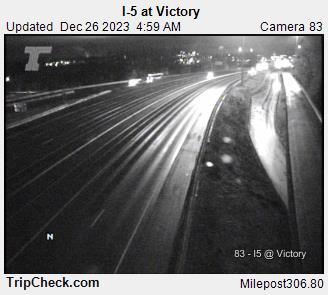 I-5 at Victory
Updated Dec 26 2023 4:59 AM Camera 83
T
N
83 - I5 @ Victory
TripCheck.com Milepost306.80